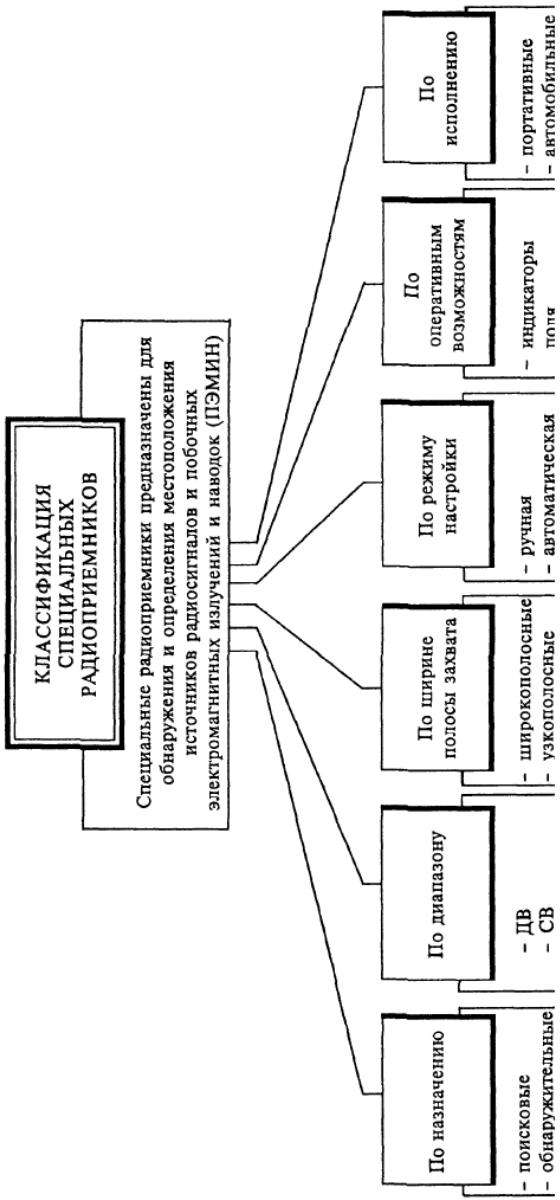 КЛАССИФИКАЦИЯ
СПЕЦИАЛЬНЫХ
РАДИОПРИЕМНИКОВ
Специальные радиоприемники предназначены для
обнаружения и определения местоположения
источников радиосигналов и побочных
электромагнитных излучений и наводок (ПЭМИН)
По назначению
- поисковые
- обнаружительные
По диапазону
- ДВ
- СВ
По ширине
полосы захвата
- широкополосные
- узкополосные
По режиму
настройки
- ручная
- автоматическая
По
оперативным
возможностям
- индикаторы
поля
По
исполнению
- портативные
- автомобильные